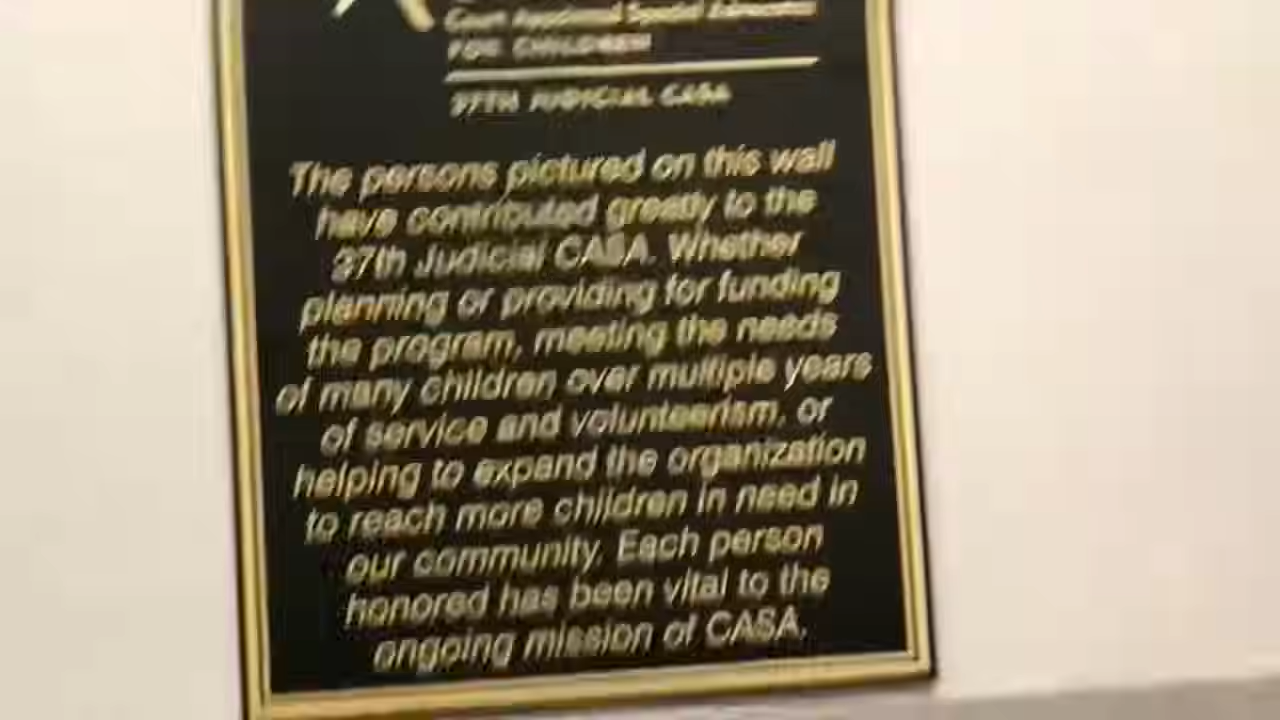 Court Appointed Special Advocates
FOR CHILDREN
37TH JUDICIAL CASA
The persons pictured on this wall
have contributed greatly to the
37th Judicial CASA. Whether
planning or providing for funding
the program, meeting the needs
of many children over multiple years
of service and volunteerism, or
helping to expand the organization
to reach more children in need in
our community. Each person
honored has been vital to the
ongoing mission of CASA.